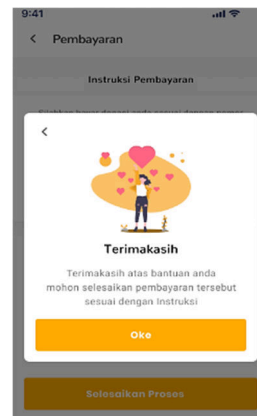 9:41
Pembayaran
Instruksi Pembayaran
Terimakasih
Terimakasih atas bantuan anda
mohon selesaikan pembayaran tersebut
sesuai dengan Instruksi
Oke
Selesaikan Proses